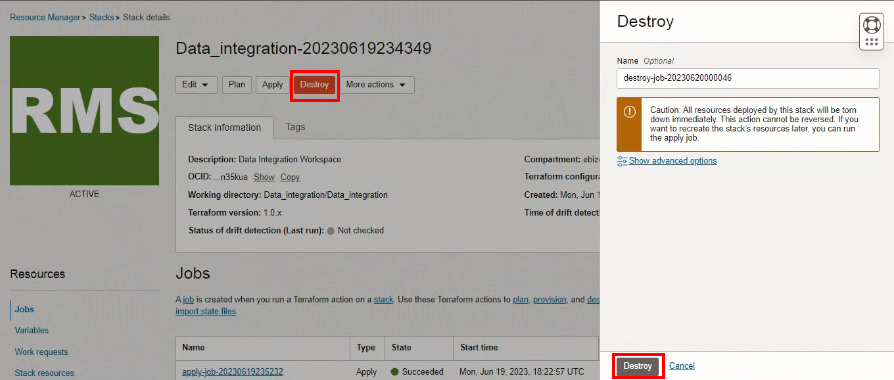 Resource Manager » Stacks » Stack details
RMS
ACTIVE
Data_integration-20230619234349
Edit Plan Apply Destroy More actions
Stack information Tags
Description: Data Integration Workspace
OCID: ...n35kua Show Copy
Working directory: Data_integration/Data_integration
Terraform version: 1.0.x
Status of drift detection (Last run): Not checked
Compartment: ebiz
Terraform configura
Created: Mon, Jun 1
Time of drift detect
Resources
Jobs
Variables
Work requests
Stack resources
Jobs
A job is created when you run a Terraform action on a stack. Use these Terraform actions to plan, provision, and des
import state files.
Name Type State Start time
apply-job-20230619235232 Apply Succeeded Mon, Jun 19, 2023, 18:22:57 UTC
Destroy
Name Optional
destroy-job-20230620000046
Caution: All resources deployed by this stack will be torn
down immediately. This action cannot be reversed. If you
want to recreate the stack's resources later, you can run
the apply job.
Show advanced options
Destroy Cancel